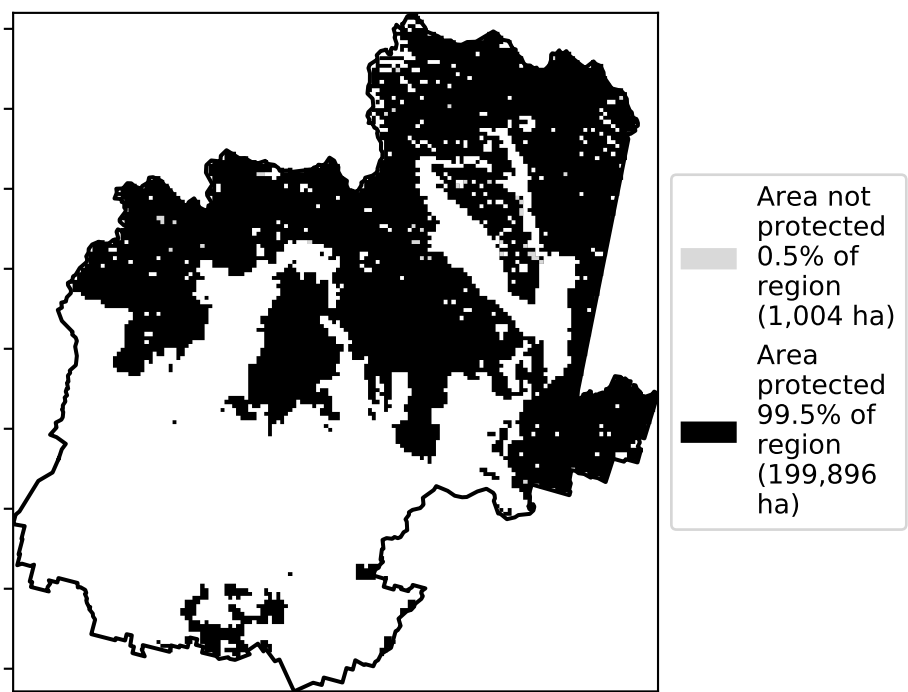 Area not
protected
0.5% of
region
(1,004 ha)
Area
protected
99.5% of
region
(199,896
ha)